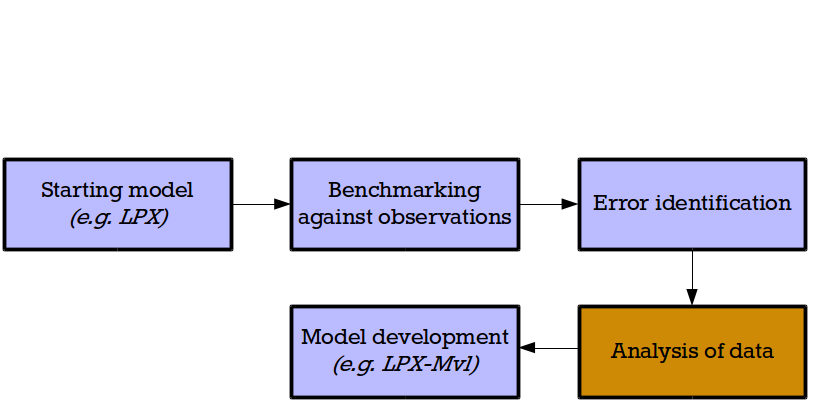 Starting model
(e.g. LPX)
Benchmarking
against observations
Error identification
Model development
(e.g. LPX-Mv1)
Analysis of data